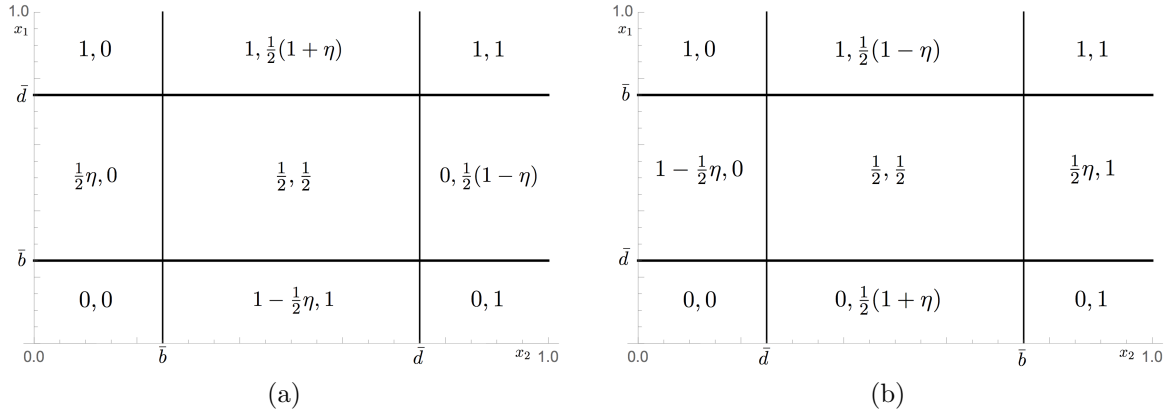 1.0
x₁
1, 0
1, ½(1 + η)
1, 1
d̄
½η, 0
½, ½
0, ½(1 − η)
b̄
0, 0
1 − ½η, 1
0, 1
0.0
b̄
d̄
x₂
1.0
(a)
1.0
x₁
1, 0
1, ½(1 − η)
1, 1
b̄
1 − ½η, 0
½, ½
½η, 1
d̄
0, 0
0, ½(1 + η)
0, 1
0.0
d̄
b̄
x₂
1.0
(b)